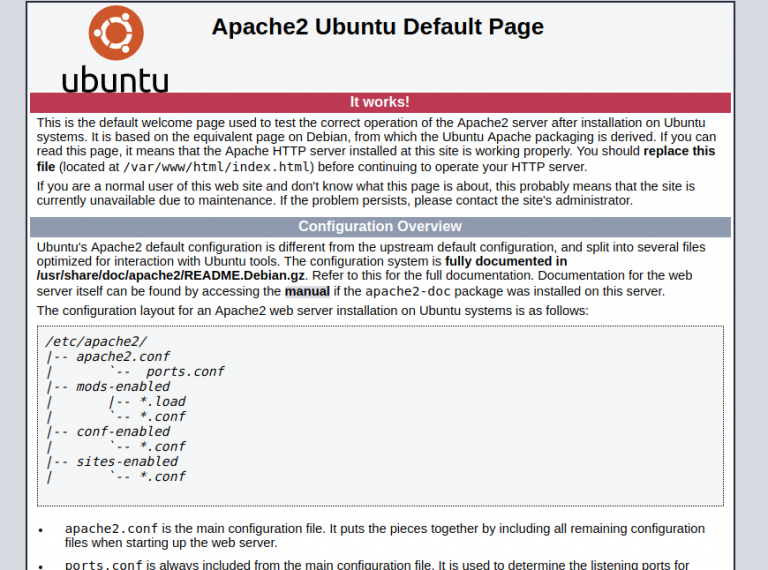 Apache2 Ubuntu Default Page
ubuntu
It works!
This is the default welcome page used to test the correct operation of the Apache2 server after installation on Ubuntu
systems. It is based on the equivalent page on Debian, from which the Ubuntu Apache packaging is derived. If you can
read this page, it means that the Apache HTTP server installed at this site is working properly. You should replace this
file (located at /var/www/html/index.html) before continuing to operate your HTTP server.
If you are a normal user of this web site and don't know what this page is about, this probably means that the site is
currently unavailable due to maintenance. If the problem persists, please contact the site's administrator.
Configuration Overview
Ubuntu's Apache2 default configuration is different from the upstream default configuration, and split into several files
optimized for interaction with Ubuntu tools. The configuration system is fully documented in
/usr/share/doc/apache2/README.Debian.gz. Refer to this for the full documentation. Documentation for the web
server itself can be found by accessing the manual if the apache2-doc package was installed on this server.
The configuration layout for an Apache2 web server installation on Ubuntu systems is as follows:
/etc/apache2/
|-- apache2.conf
|       `--  ports.conf
|-- mods-enabled
|       |-- *.load
|       `-- *.conf
|-- conf-enabled
|       `-- *.conf
|-- sites-enabled
|       `-- *.conf
• apache2.conf is the main configuration file. It puts the pieces together by including all remaining configuration
files when starting up the web server.
• ports.conf is always included from the main configuration file. It is used to determine the listening ports for